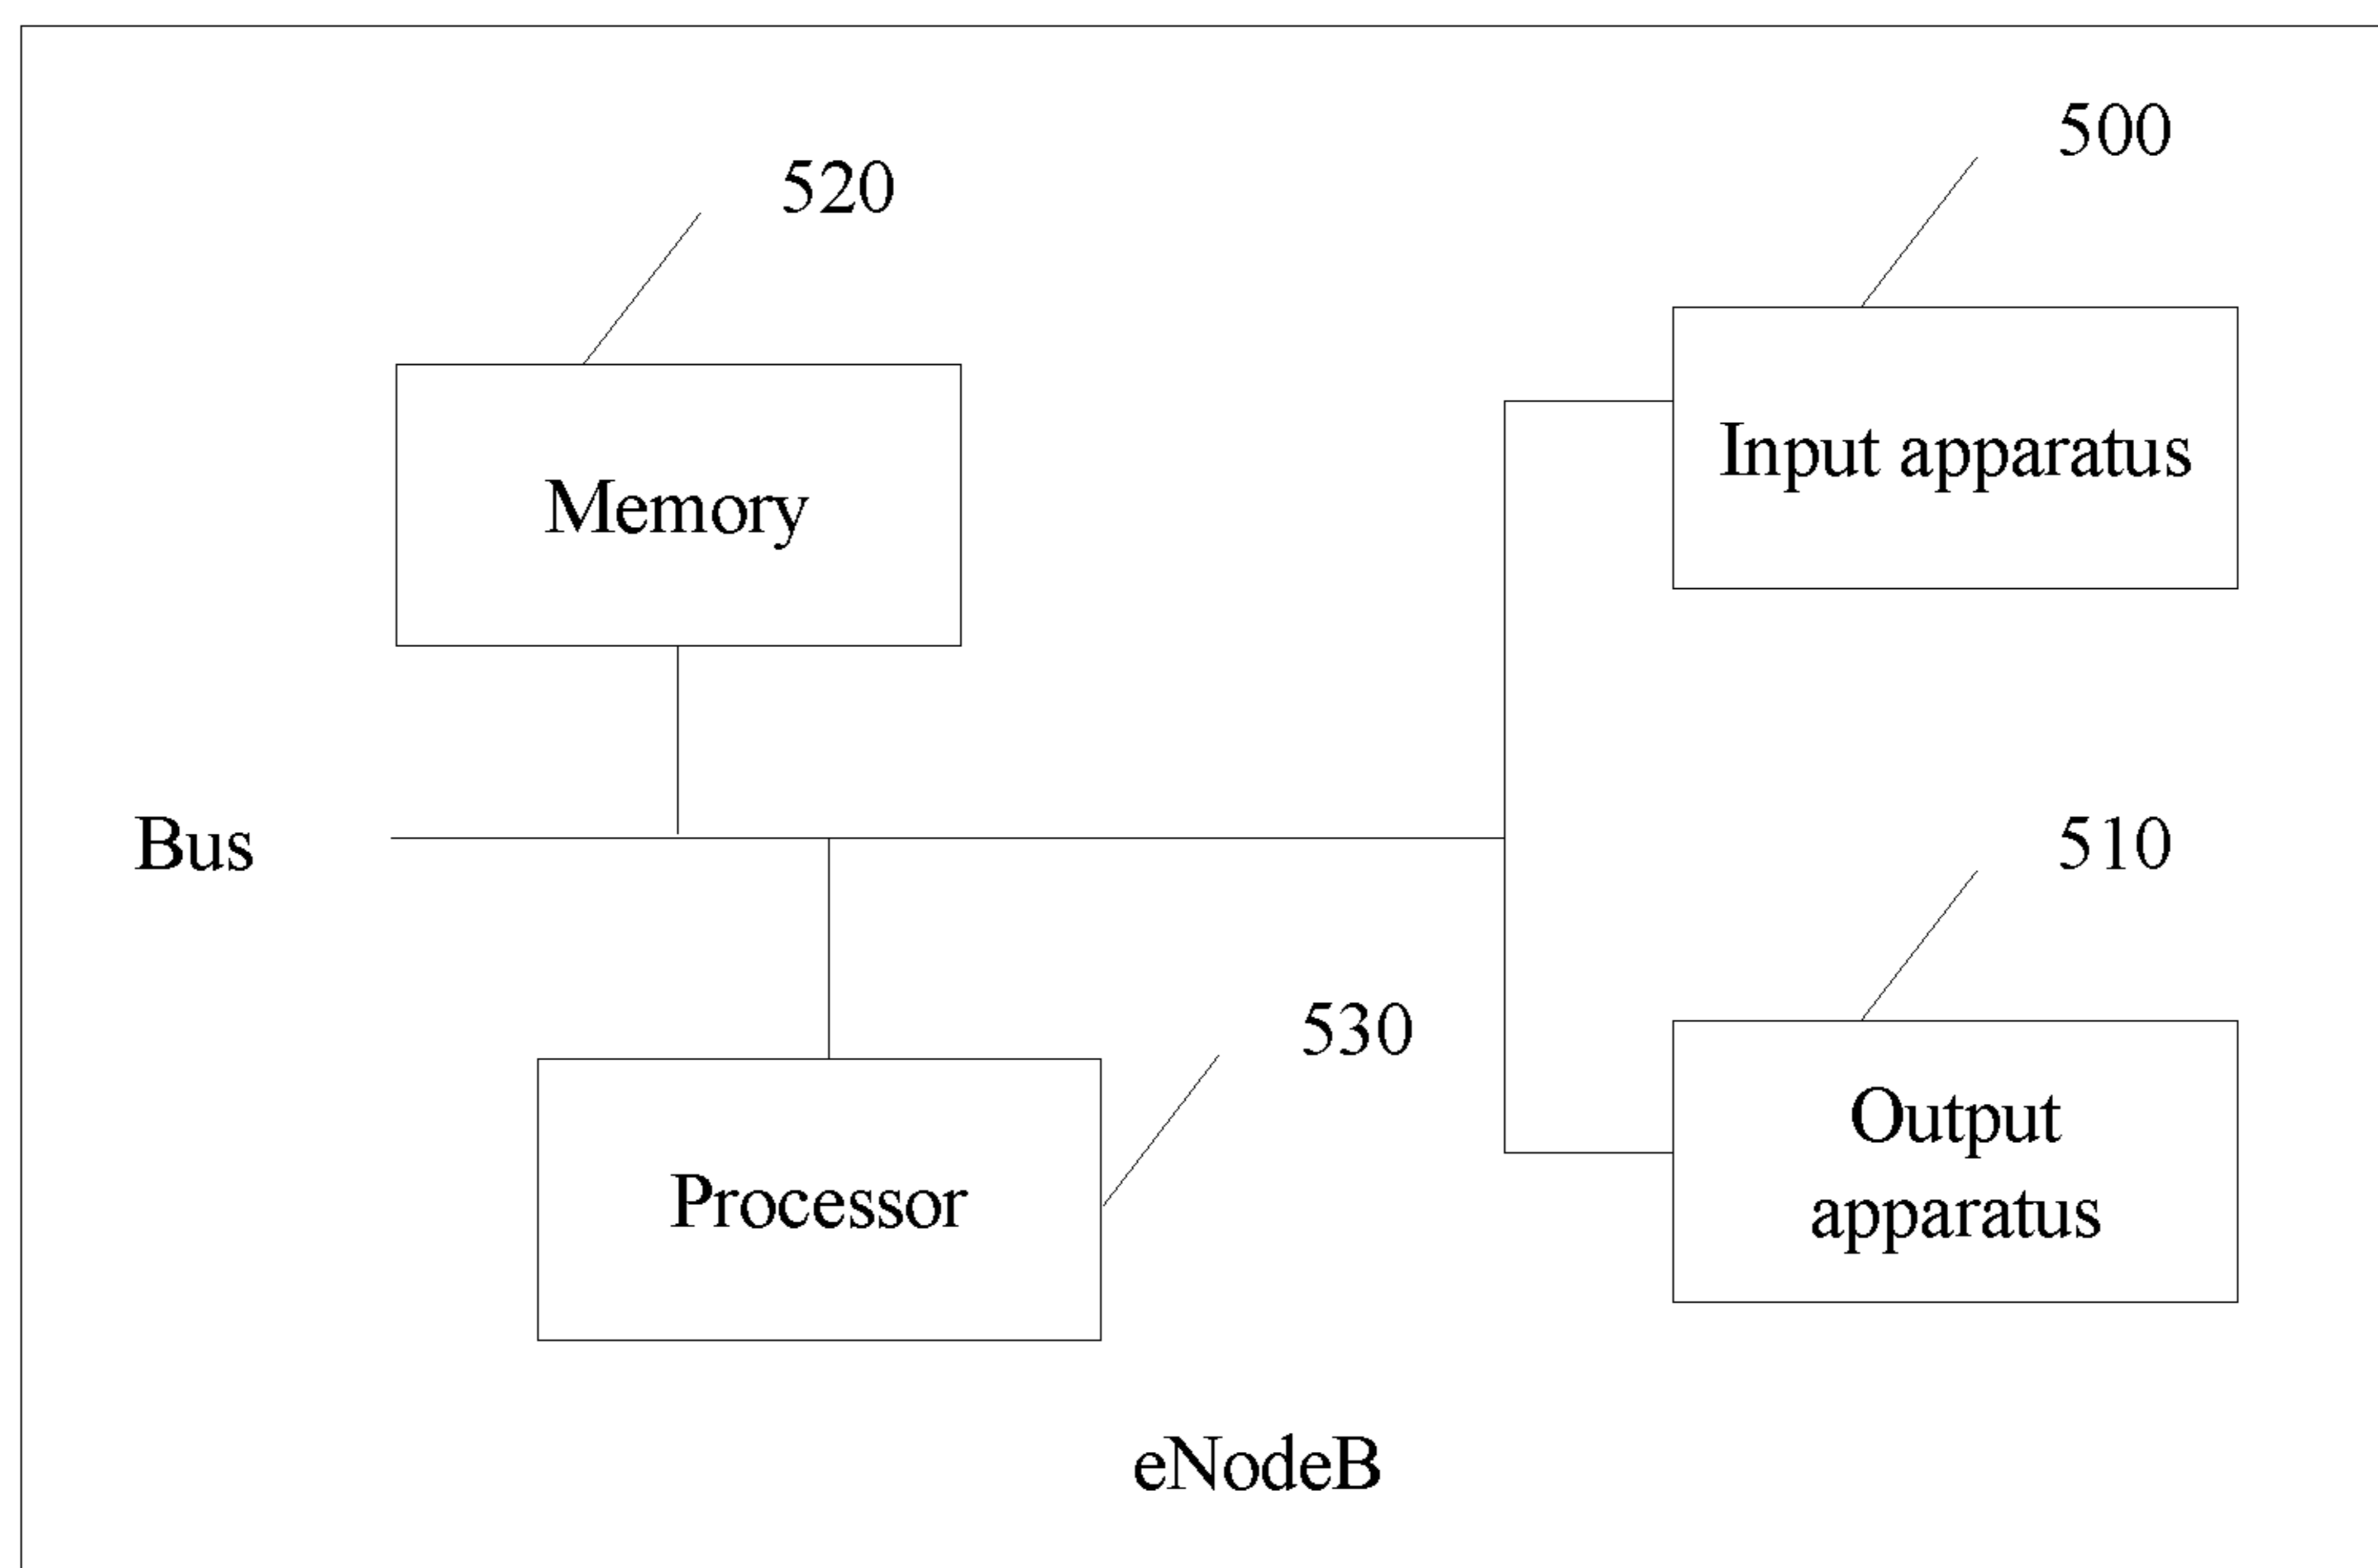 500
520
Input apparatus
Memory
Bus
510
530
Output
apparatus
Processor
eNodeB